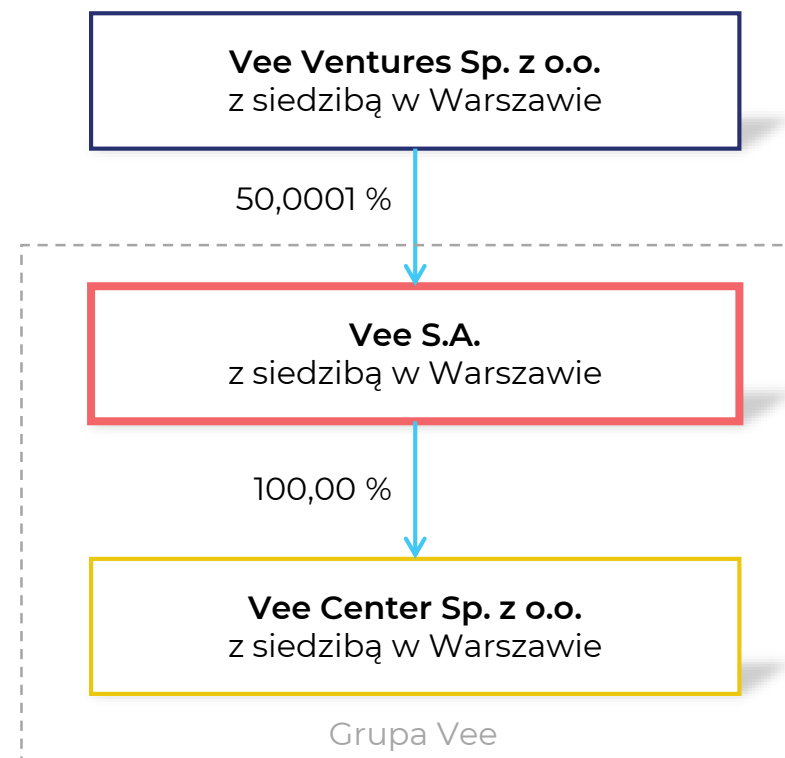 Vee Ventures Sp. z o.o.
z siedzibą w Warszawie
50,0001 %
Vee S.A.
z siedzibą w Warszawie
100,00 %
Vee Center Sp. z o.o.
z siedzibą w Warszawie
Grupa Vee